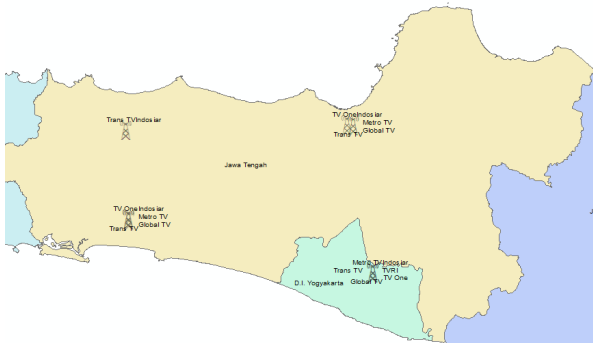 Trans TVIndosiar
TV OneIndosiar
Metro TV
Global TV
Trans TV
Jawa Tengah
TV OneIndosiar
Metro TV
Global TV
Trans TV
Metro TVIndosiar
Trans TV
TVRI
TV One
Global TV
D.I. Yogyakarta